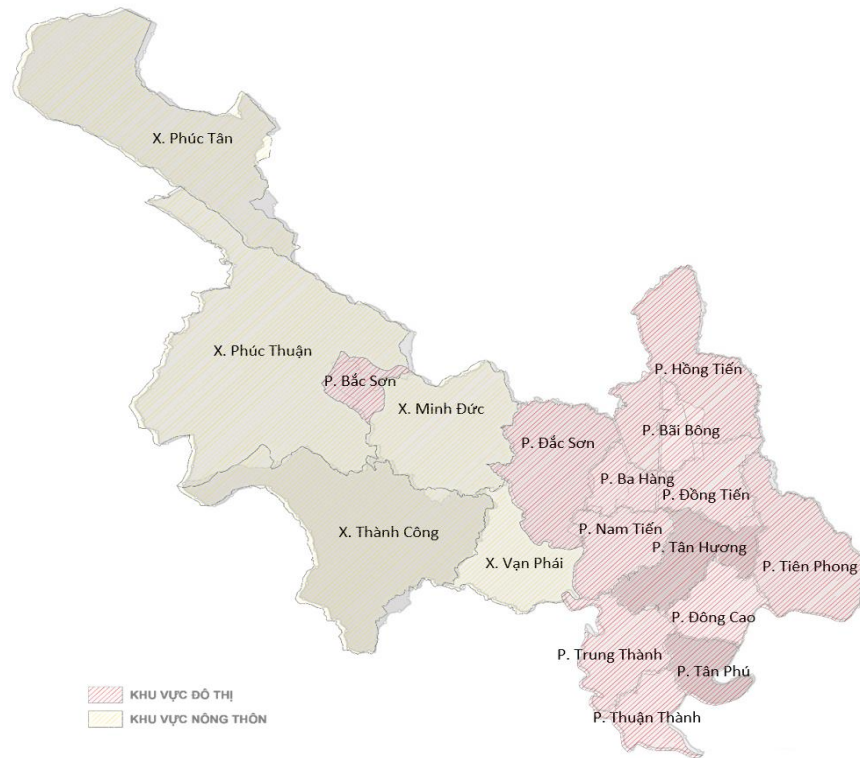 X. Phúc Tân
X. Phúc Thuận
P. Bắc Sơn
X. Minh Đức
P. Hồng Tiến
P. Bãi Bông
P. Đắc Sơn
P. Ba Hàng
P. Đồng Tiến
P. Nam Tiến
X. Thành Công
P. Tân Hương
X. Vạn Phái
P. Tiên Phong
P. Đông Cao
P. Trung Thành
P. Tân Phú
P. Thuận Thành
KHU VỰC ĐÔ THỊ
KHU VỰC NÔNG THÔN